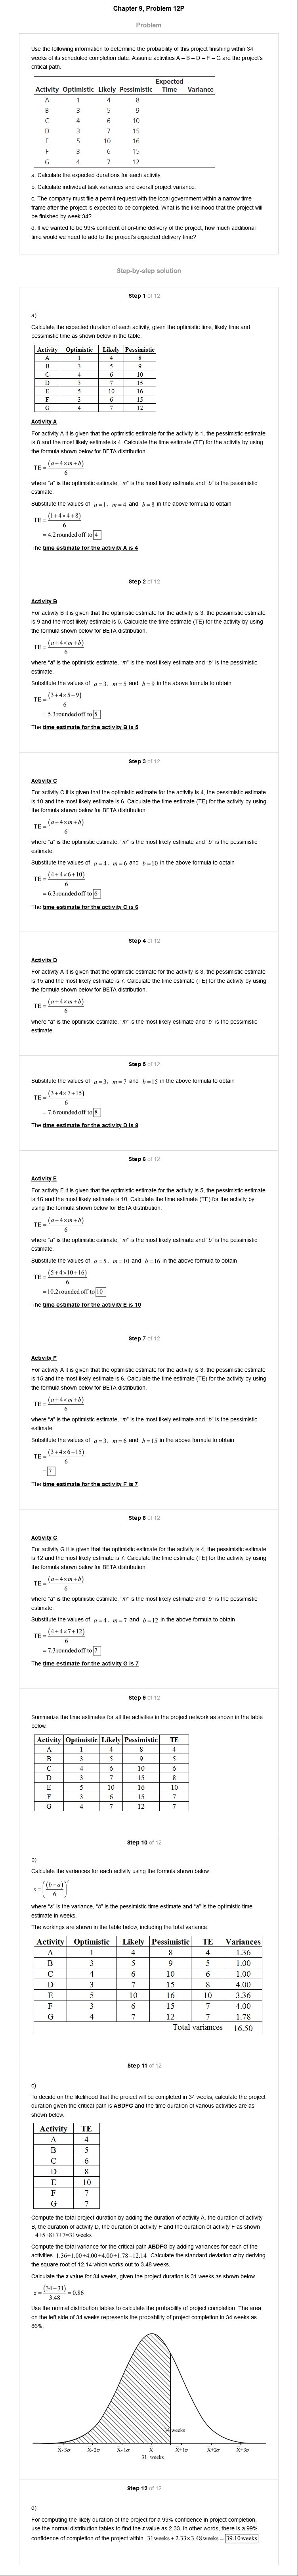 Chapter 9, Problem 12P
Problem
Use the following information to determine the probability of this project finishing within 34
weeks of its scheduled completion date. Assume activities A – B – D – F – G are the project's
critical path.
Expected
Activity Optimistic Likely Pessimistic Time Variance
A 1 4 8
B 3 5 9
C 4 6 10
D 3 7 15
E 5 10 16
F 3 6 15
G 4 7 12
a. Calculate the expected durations for each activity.
b. Calculate individual task variances and overall project variance.
c. The company must file a permit request with the local government within a narrow time
frame after the project is expected to be completed. What is the likelihood that the project will
be finished by week 34?
d. If we wanted to be 99% confident of on-time delivery of the project, how much additional
time would we need to add to the project's expected delivery time?
Step-by-step solution
Step 1 of 12
a)
Calculate the expected duration of each activity, given the optimistic time, likely time and
pessimistic time as shown below in the table.
Activity Optimistic Likely Pessimistic
A 1 4 8
B 3 5 9
C 4 6 10
D 3 7 15
E 5 10 16
F 3 6 15
G 4 7 12
Activity A
For activity A it is given that the optimistic estimate for the activity is 1, the pessimistic estimate
is 8 and the most likely estimate is 4. Calculate the time estimate (TE) for the activity by using
the formula shown below for BETA distribution.
TE = (a+4×m+b)
6
where "a" is the optimistic estimate, "m" is the most likely estimate and "b" is the pessimistic
estimate.
Substitute the values of a=1, m=4 and b=8 in the above formula to obtain
TE = (1+4×4+8)
6
= 4.2 rounded off to 4
The time estimate for the activity A is 4
Step 2 of 12
Activity B
For activity B it is given that the optimistic estimate for the activity is 3, the pessimistic estimate
is 9 and the most likely estimate is 5. Calculate the time estimate (TE) for the activity by using
the formula shown below for BETA distribution.
TE = (a+4×m+b)
6
where "a" is the optimistic estimate, "m" is the most likely estimate and "b" is the pessimistic
estimate.
Substitute the values of a=3, m=5 and b=9 in the above formula to obtain
TE = (3+4×5+9)
6
= 5.3 rounded off to 5
The time estimate for the activity B is 5
Step 3 of 12
Activity C
For activity C it is given that the optimistic estimate for the activity is 4, the pessimistic estimate
is 10 and the most likely estimate is 6. Calculate the time estimate (TE) for the activity by using
the formula shown below for BETA distribution.
TE = (a+4×m+b)
6
where "a" is the optimistic estimate, "m" is the most likely estimate and "b" is the pessimistic
estimate.
Substitute the values of a=4, m=6 and b=10 in the above formula to obtain
TE = (4+4×6+10)
6
= 6.3 rounded off to 6
The time estimate for the activity C is 6
Step 4 of 12
Activity D
For activity A it is given that the optimistic estimate for the activity is 3, the pessimistic estimate
is 15 and the most likely estimate is 7. Calculate the time estimate (TE) for the activity by using
the formula shown below for BETA distribution.
TE = (a+4×m+b)
6
where "a" is the optimistic estimate, "m" is the most likely estimate and "b" is the pessimistic
estimate.
Step 5 of 12
Substitute the values of a=3, m=7 and b=15 in the above formula to obtain
TE = (3+4×7+15)
6
= 7.6 rounded off to 8
The time estimate for the activity D is 8
Step 6 of 12
Activity E
For activity E it is given that the optimistic estimate for the activity is 5, the pessimistic estimate
is 16 and the most likely estimate is 10. Calculate the time estimate (TE) for the activity by
using the formula shown below for BETA distribution.
TE = (a+4×m+b)
6
where "a" is the optimistic estimate, "m" is the most likely estimate and "b" is the pessimistic
estimate.
Substitute the values of a=5, m=10 and b=16 in the above formula to obtain
TE = (5+4×10+16)
6
= 10.2 rounded off to 10
The time estimate for the activity E is 10
Step 7 of 12
Activity F
For activity A it is given that the optimistic estimate for the activity is 3, the pessimistic estimate
is 15 and the most likely estimate is 6. Calculate the time estimate (TE) for the activity by using
the formula shown below for BETA distribution.
TE = (a+4×m+b)
6
where "a" is the optimistic estimate, "m" is the most likely estimate and "b" is the pessimistic
estimate.
Substitute the values of a=3, m=6 and b=15 in the above formula to obtain
TE = (3+4×6+15)
6
= 7
The time estimate for the activity F is 7
Step 8 of 12
Activity G
For activity G it is given that the optimistic estimate for the activity is 4, the pessimistic estimate
is 12 and the most likely estimate is 7. Calculate the time estimate (TE) for the activity by using
the formula shown below for BETA distribution.
TE = (a+4×m+b)
6
where "a" is the optimistic estimate, "m" is the most likely estimate and "b" is the pessimistic
estimate.
Substitute the values of a=4, m=7 and b=12 in the above formula to obtain
TE = (4+4×7+12)
6
= 7.3 rounded off to 7
The time estimate for the activity G is 7
Step 9 of 12
Summarize the time estimates for all the activities in the project network as shown in the table
below.
Activity Optimistic Likely Pessimistic TE
A 1 4 8 4
B 3 5 9 5
C 4 6 10 6
D 3 7 15 8
E 5 10 16 10
F 3 6 15 7
G 4 7 12 7
Step 10 of 12
b)
Calculate the variances for each activity using the formula shown below.
s = ((b−a)/6)²
where "s" is the variance, "b" is the pessimistic time estimate and "a" is the optimistic time
estimate in weeks.
The workings are shown in the table below, including the total variance.
Activity Optimistic Likely Pessimistic TE Variances
A 1 4 8 4 1.36
B 3 5 9 5 1.00
C 4 6 10 6 1.00
D 3 7 15 8 4.00
E 5 10 16 10 3.36
F 3 6 15 7 4.00
G 4 7 12 7 1.78
Total variances 16.50
Step 11 of 12
c)
To decide on the likelihood that the project will be completed in 34 weeks, calculate the project
duration given the critical path is ABDFG and the time duration of various activities are as
shown below.
Activity TE
A 4
B 5
C 6
D 8
E 10
F 7
G 7
Compute the total project duration by adding the duration of activity A, the duration of activity
B, the duration of activity D, the duration of activity F and the duration of activity F as shown
4+5+8+7+7=31 weeks
Compute the total variance for the critical path ABDFG by adding variances for each of the
activities 1.36+1.00+4.00+4.00+1.78=12.14. Calculate the standard deviation σ by deriving
the square root of 12.14 which works out to 3.48 weeks.
Calculate the z value for 34 weeks, given the project duration is 31 weeks as shown below.
z = (34−31)
3.48
= 0.86
Use the normal distribution tables to calculate the probability of project completion. The area
on the left side of 34 weeks represents the probability of project completion in 34 weeks as
86%.
34 weeks
X̄-3σ X̄-2σ X̄-1σ X̄ X̄+1σ X̄+2σ X̄+3σ
31 weeks
Step 12 of 12
d)
For computing the likely duration of the project for a 99% confidence in project completion,
use the normal distribution tables to find the z value as 2.33. In other words, there is a 99%
confidence of completion of the project within 31 weeks + 2.33×3.48 weeks = 39.10 weeks